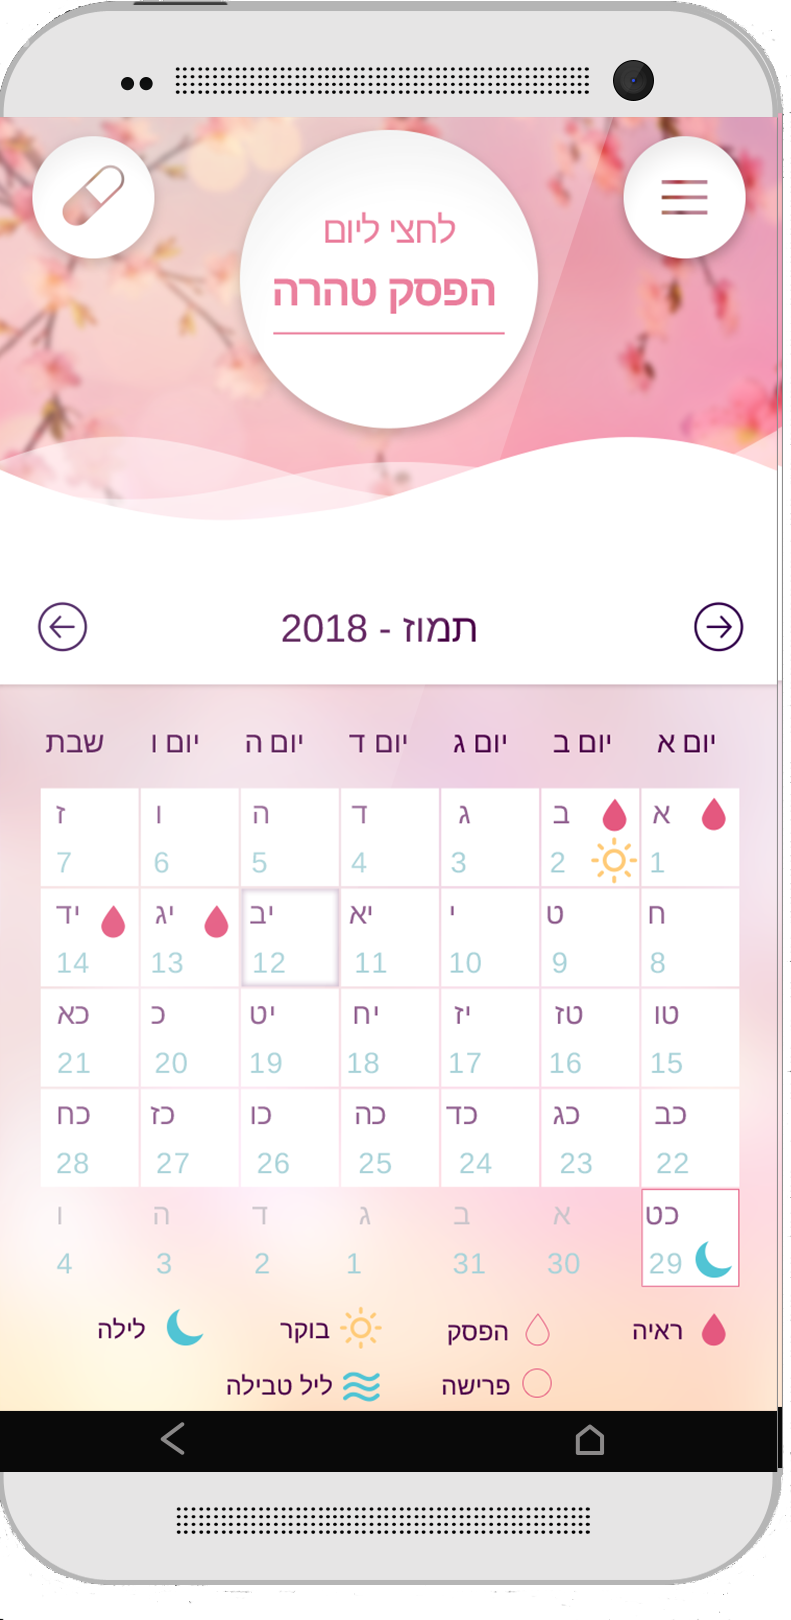 לחצי ליום
הפסק טהרה
תמוז - 2018
יום א יום ב יום ג יום ד יום ה יום ו שבת
א ב ג ד ה ו ז
1 2 3 4 5 6 7
ח ט י יא יב יג יד
8 9 10 11 12 13 14
טו טז יז יח יט כ כא
15 16 17 18 19 20 21
כב כג כד כה כו כז כח
22 23 24 25 26 27 28
כט א ב ג ד ה ו
29 30 31 1 2 3 4
ראיה הפסק בוקר לילה
פרישה ליל טבילה